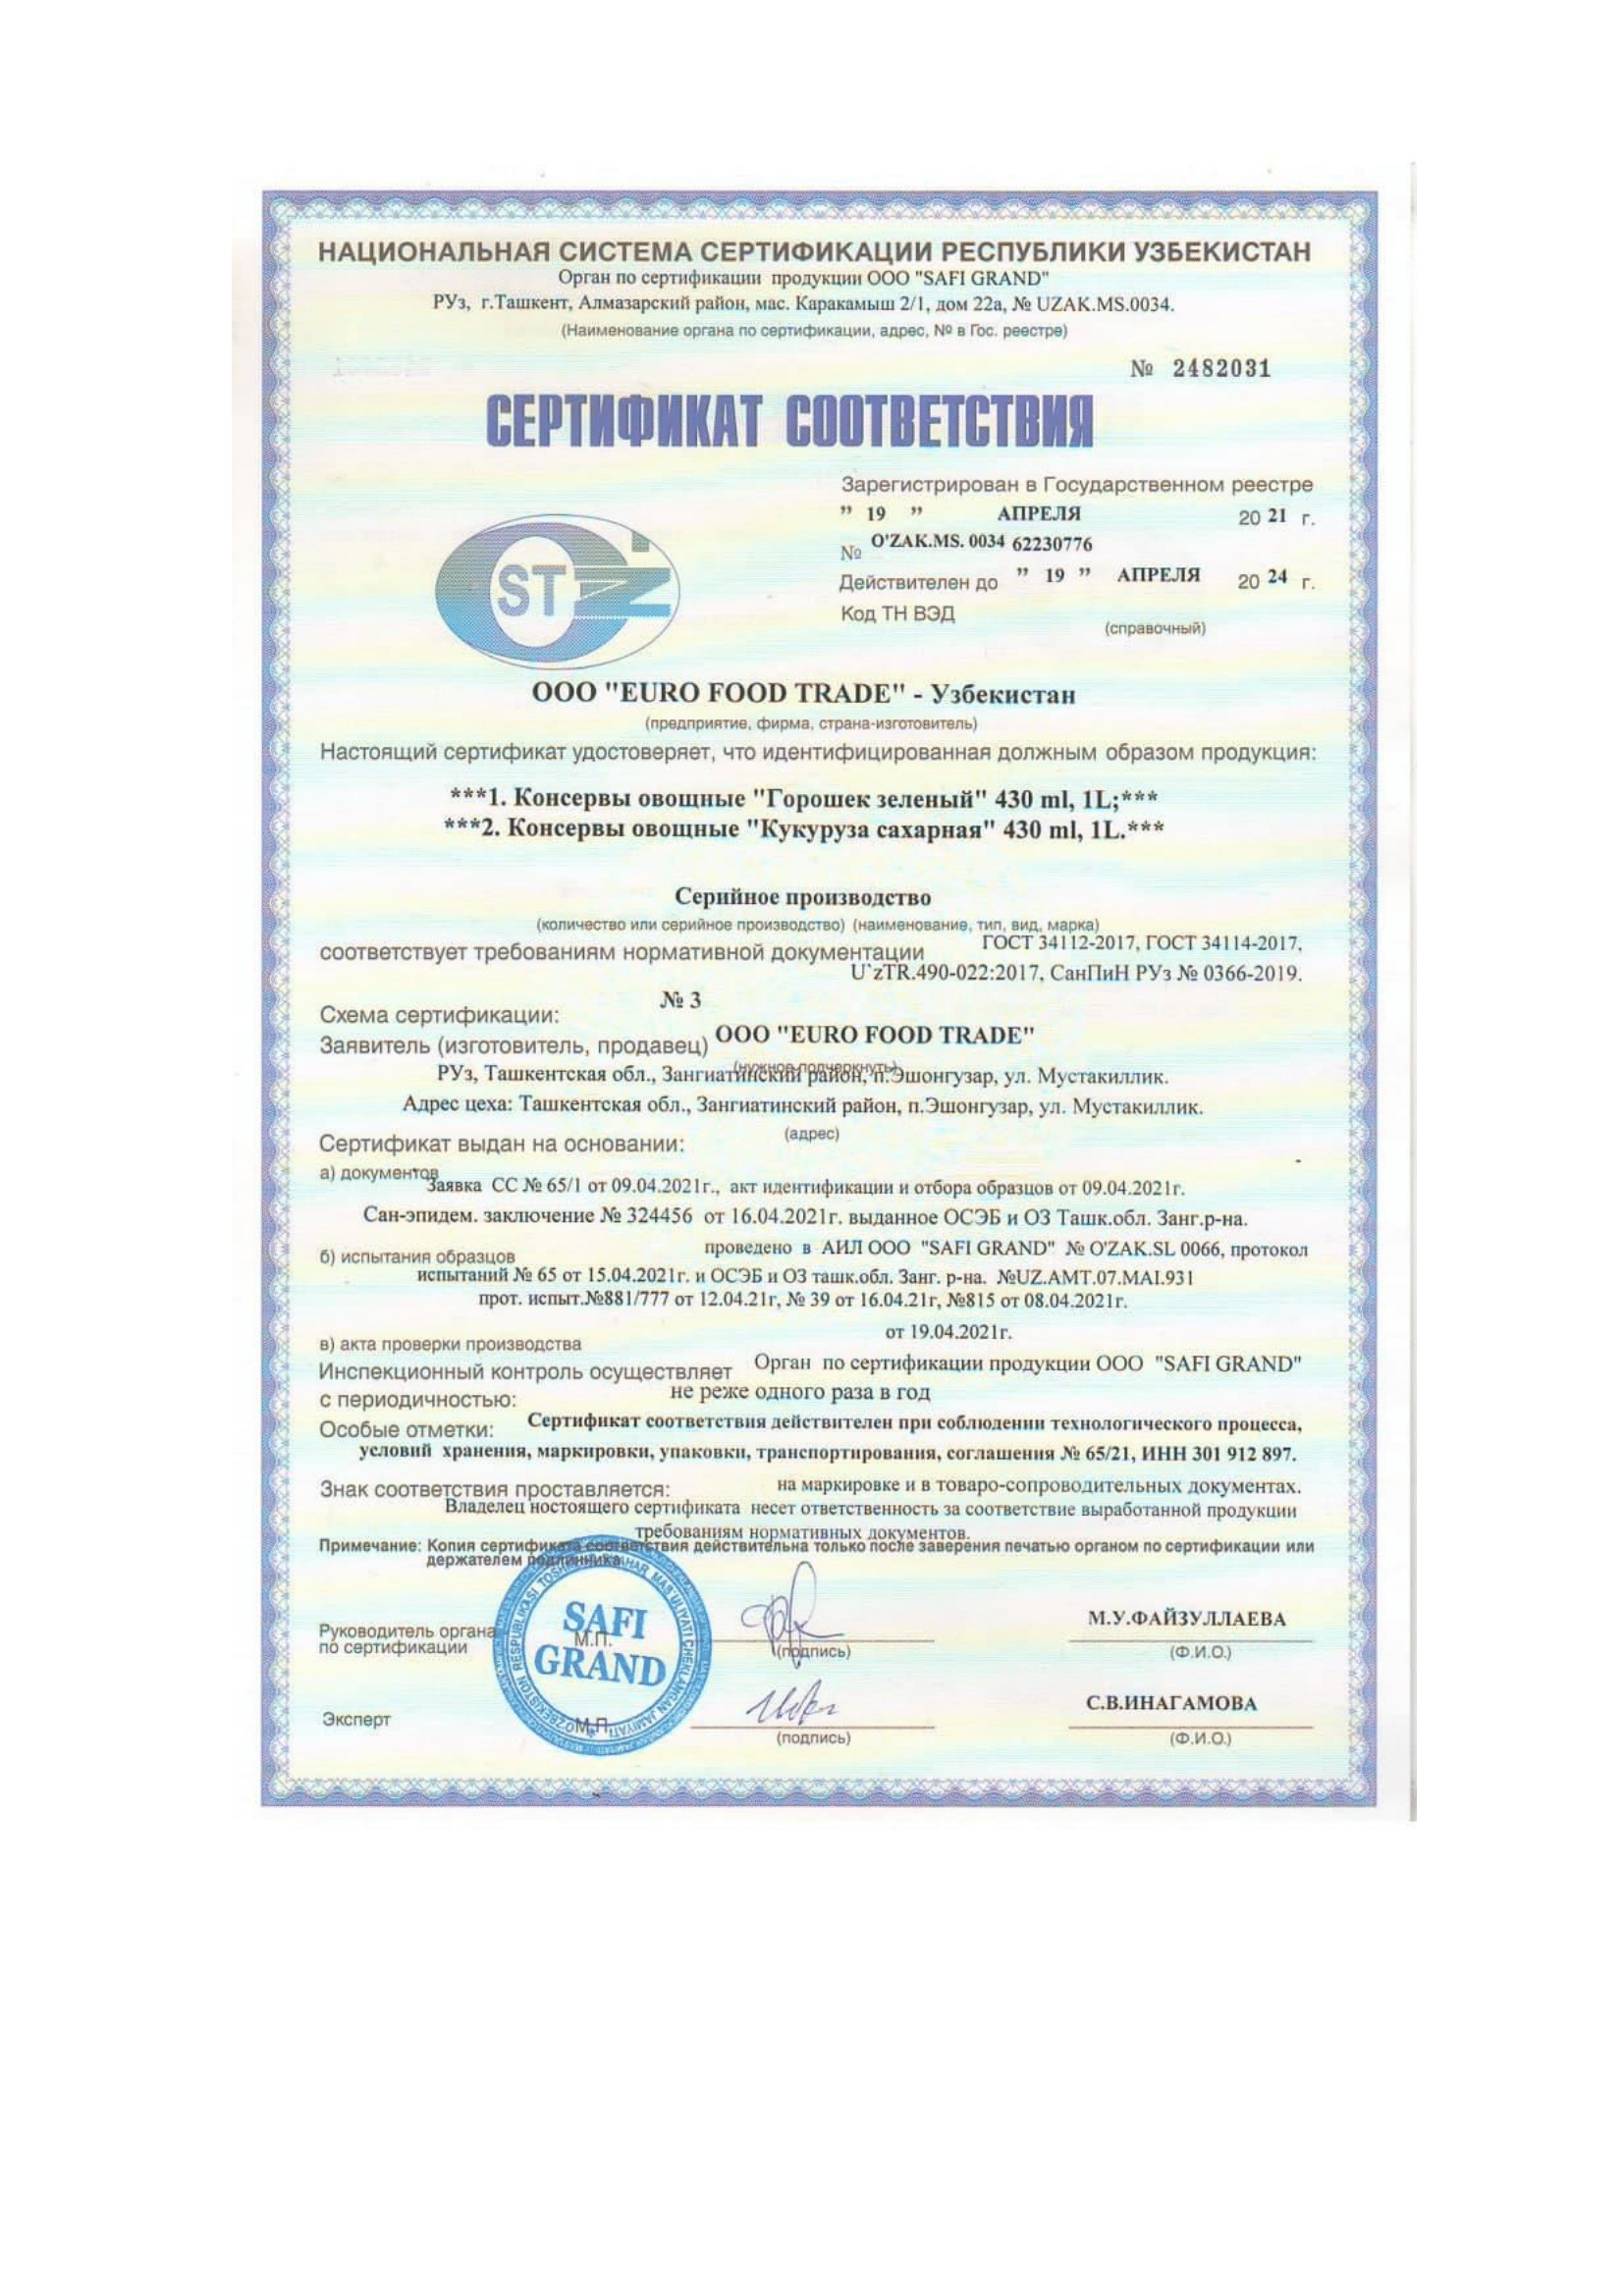 НАЦИОНАЛЬНАЯ СИСТЕМА СЕРТИФИКАЦИИ РЕСПУБЛИКИ УЗБЕКИСТАН
Орган по сертификации продукции ООО "SAFI GRAND"
РУз, г.Ташкент, Алмазарский район, мас. Каракамыш 2/1, дом 22а, № UZAK.MS.0034.
(Наименование органа по сертификации, адрес, № в Гос. реестре)
№ 2482031
СЕРТИФИКАТ СООТВЕТСТВИЯ
Зарегистрирован в Государственном реестре
" 19 " АПРЕЛЯ 20 21 г.
№ O'ZAK.MS. 0034 62230776
Действителен до " 19 " АПРЕЛЯ 20 24 г.
Код ТН ВЭД
(справочный)
ST
ООО "EURO FOOD TRADE" - Узбекистан
(предприятие, фирма, страна-изготовитель)
Настоящий сертификат удостоверяет, что идентифицированная должным образом продукция:
***1. Консервы овощные "Горошек зеленый" 430 ml, 1L;***
***2. Консервы овощные "Кукуруза сахарная" 430 ml, 1L.***
Серийное производство
(количество или серийное производство) (наименование, тип, вид, марка)
соответствует требованиям нормативной документации ГОСТ 34112-2017, ГОСТ 34114-2017,
U`zTR.490-022:2017, СанПиН РУз № 0366-2019.
Схема сертификации: № 3
Заявитель (изготовитель, продавец) ООО "EURO FOOD TRADE"
(нужное подчеркнуть)
РУз, Ташкентская обл., Зангиатинский район, п.Эшонгузар, ул. Мустакиллик.
Адрес цеха: Ташкентская обл., Зангиатинский район, п.Эшонгузар, ул. Мустакиллик.
(адрес)
Сертификат выдан на основании:
а) документов Заявка СС № 65/1 от 09.04.2021г., акт идентификации и отбора образцов от 09.04.2021г.
Сан-эпидем. заключение № 324456 от 16.04.2021г. выданное ОСЭБ и ОЗ Ташк.обл. Занг.р-на.
б) испытания образцов проведено в АИЛ ООО "SAFI GRAND" № O'ZAK.SL 0066, протокол
испытаний № 65 от 15.04.2021г. и ОСЭБ и ОЗ ташк.обл. Занг. р-на. №UZ.AMT.07.MAI.931
прот. испыт.№881/777 от 12.04.21г, № 39 от 16.04.21г, №815 от 08.04.2021г.
в) акта проверки производства от 19.04.2021г.
Инспекционный контроль осуществляет Орган по сертификации продукции ООО "SAFI GRAND"
с периодичностью: не реже одного раза в год
Особые отметки: Сертификат соответствия действителен при соблюдении технологического процесса,
условий хранения, маркировки, упаковки, транспортирования, соглашения № 65/21, ИНН 301 912 897.
Знак соответствия проставляется: на маркировке и в товаро-сопроводительных документах.
Владелец настоящего сертификата несет ответственность за соответствие выработанной продукции
требованиям нормативных документов.
Примечание: Копия сертификата соответствия действительна только после заверения печатью органом по сертификации или
держателем подлинника.
SAFI
GRAND
Руководитель органа
по сертификации
М.П.
(подпись)
М.У.ФАЙЗУЛЛАЕВА
(Ф.И.О.)
Эксперт
М.П.
(подпись)
С.В.ИНАГАМОВА
(Ф.И.О.)